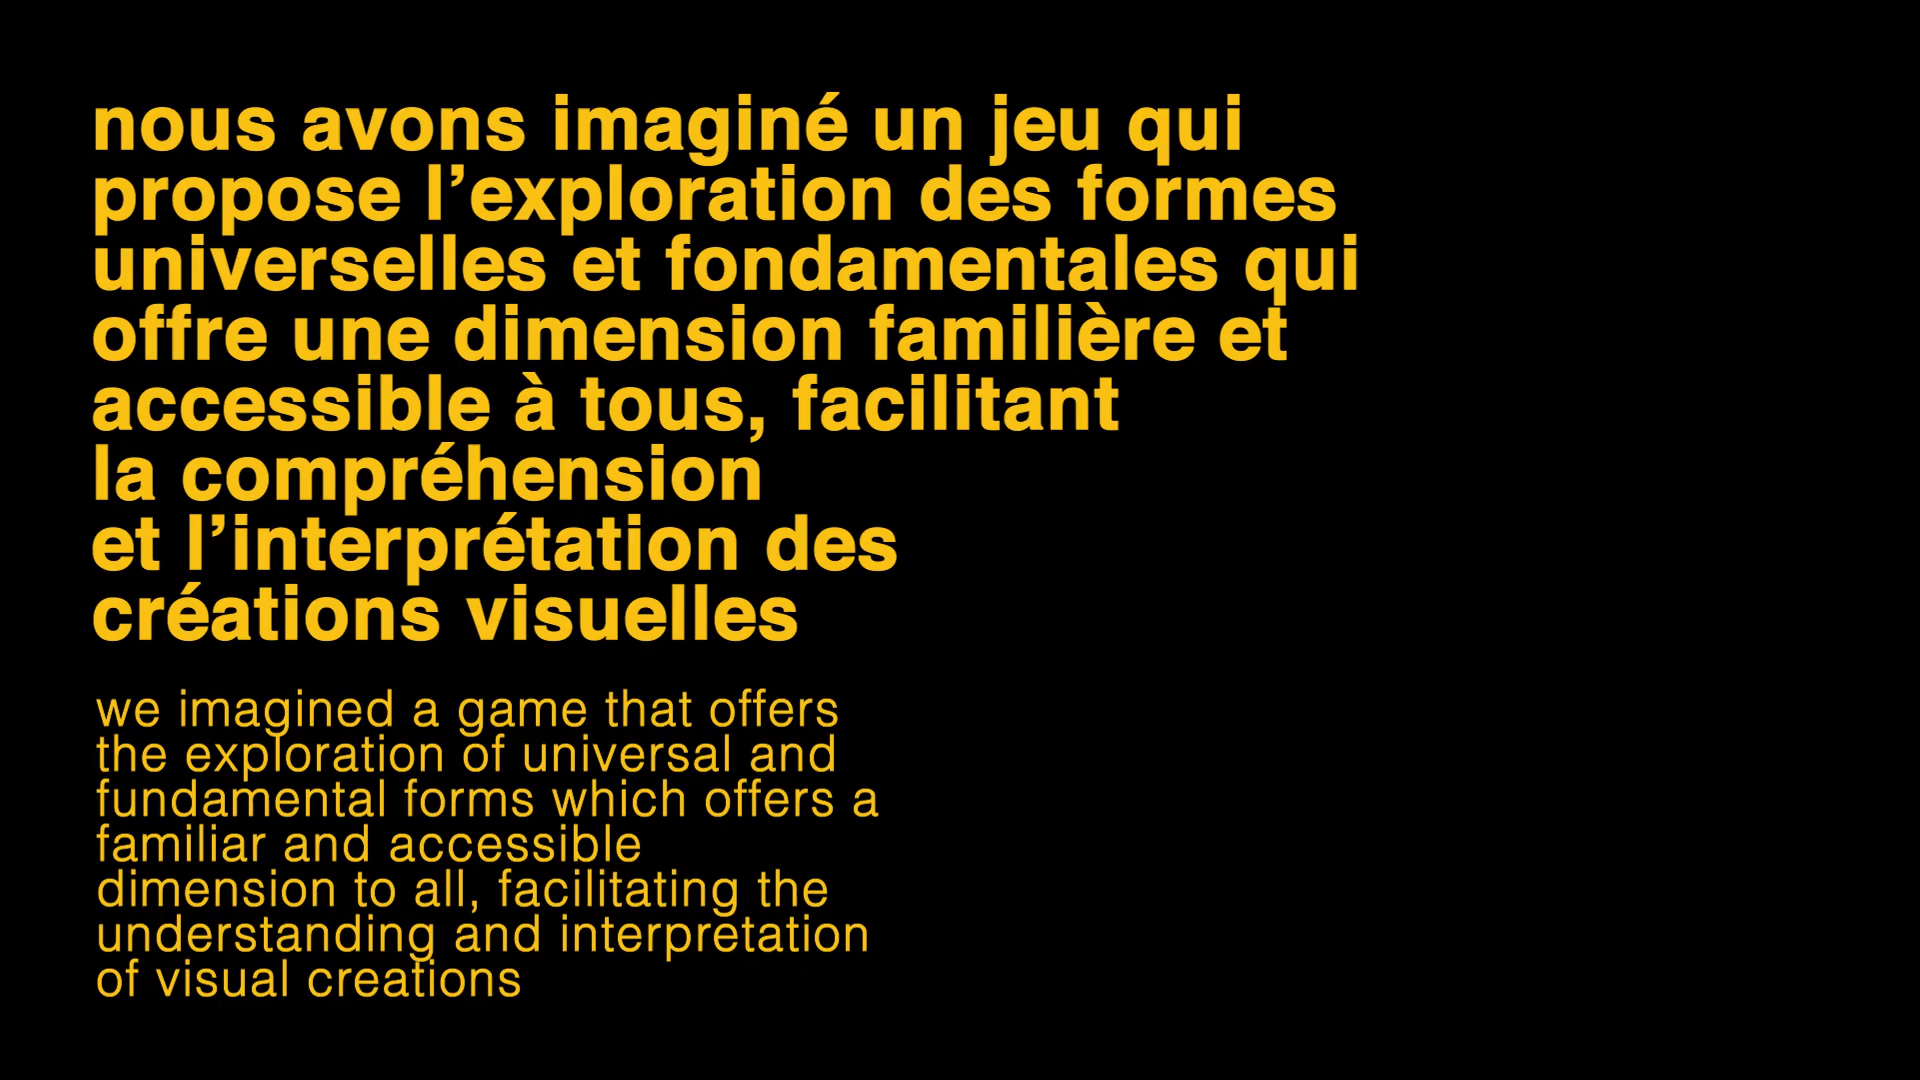 nous avons imaginé un jeu qui
propose l’exploration des formes
universelles et fondamentales qui
offre une dimension familière et
accessible à tous, facilitant
la compréhension
et l’interprétation des
créations visuelles
we imagined a game that offers
the exploration of universal and
fundamental forms which offers a
familiar and accessible
dimension to all, facilitating the
understanding and interpretation
of visual creations